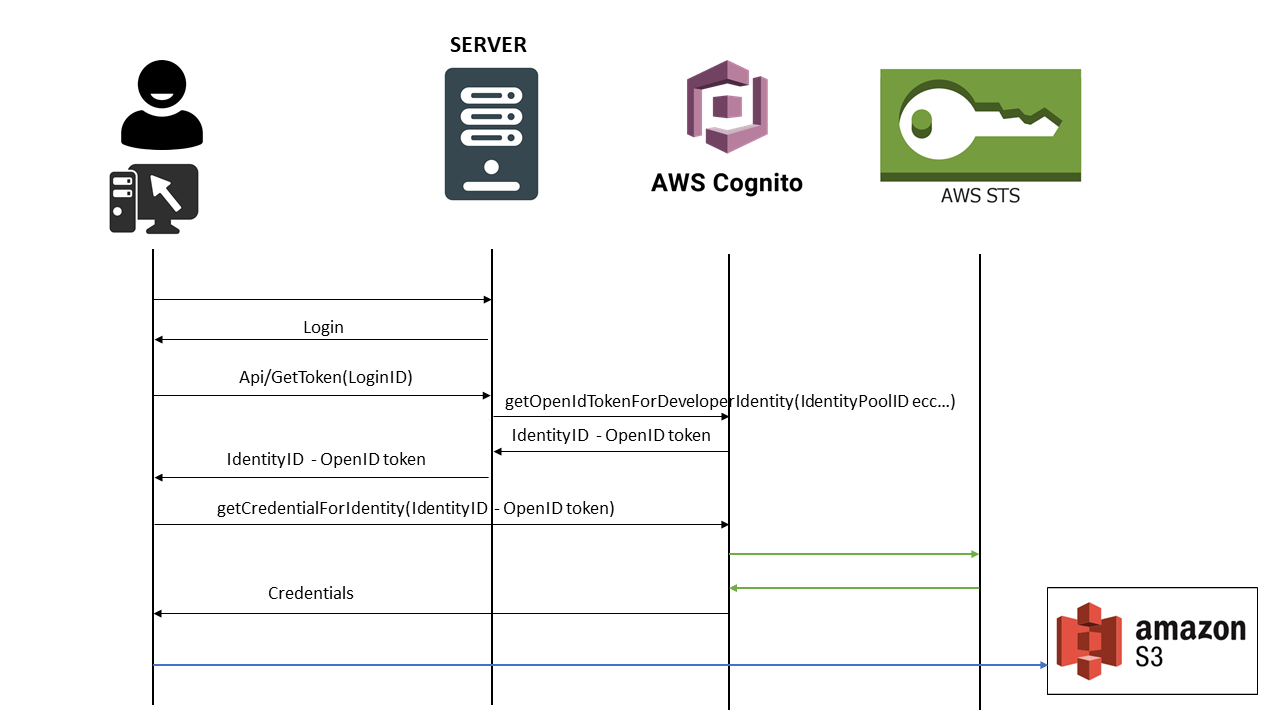 SERVER
AWS Cognito
AWS STS
Login
Api/GetToken(LoginID)
getOpenIdTokenForDeveloperIdentity(IdentityPoolID ecc...)
IdentityID - OpenID token
IdentityID - OpenID token
getCredentialForIdentity(IdentityID - OpenID token)
Credentials
amazon
S3